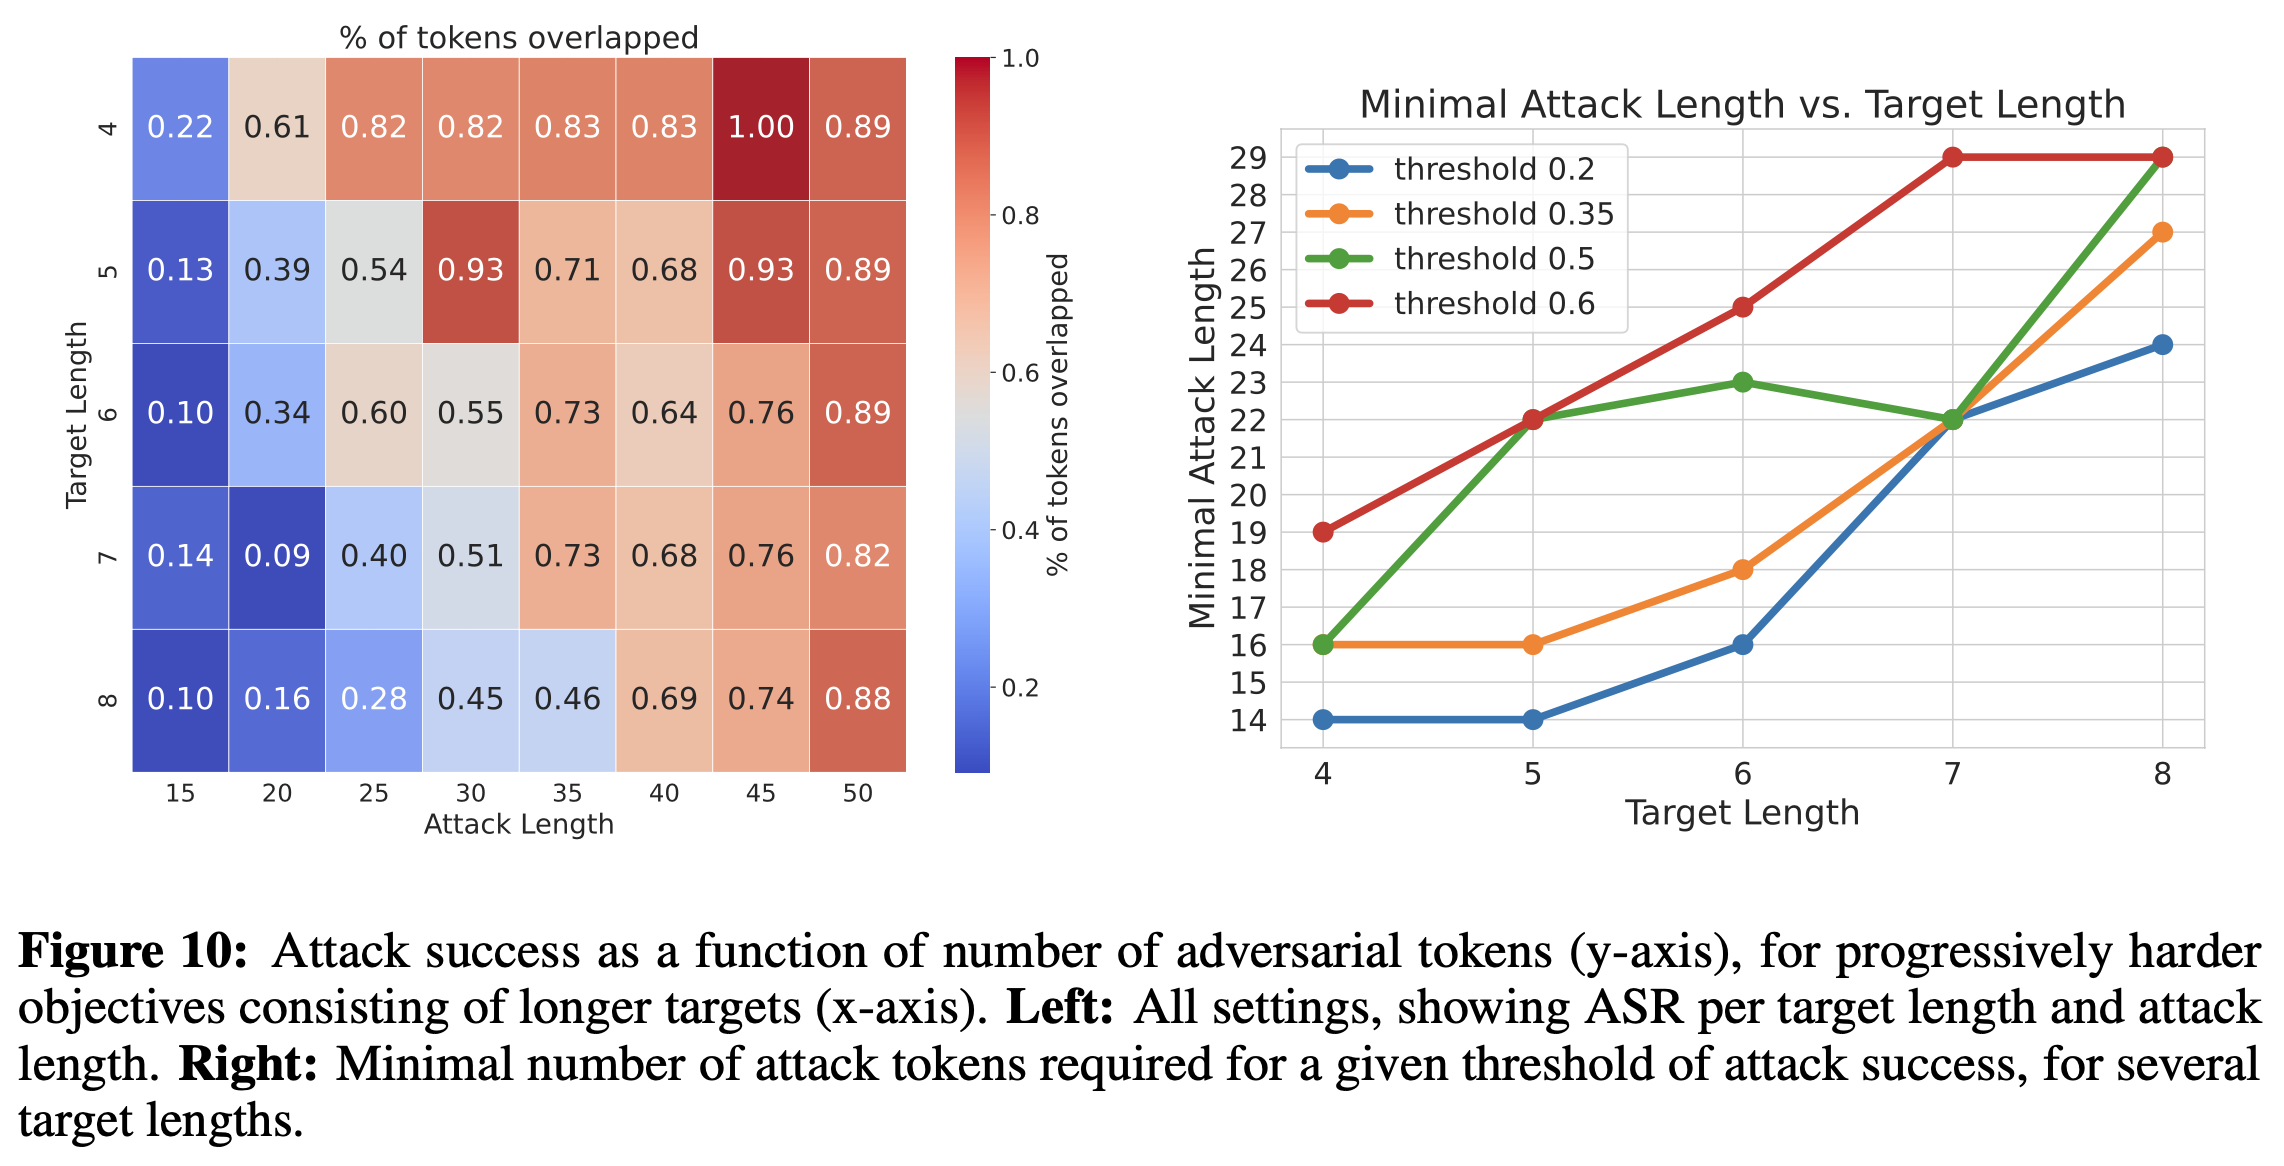 % of tokens overlapped
Target Length
4 0.22 0.61 0.82 0.82 0.83 0.83 1.00 0.89
5 0.13 0.39 0.54 0.93 0.71 0.68 0.93 0.89
6 0.10 0.34 0.60 0.55 0.73 0.64 0.76 0.89
7 0.14 0.09 0.40 0.51 0.73 0.68 0.76 0.82
8 0.10 0.16 0.28 0.45 0.46 0.69 0.74 0.88
15 20 25 30 35 40 45 50
Attack Length
1.0
0.8
0.6
0.4
0.2
% of tokens overlapped
Minimal Attack Length vs. Target Length
threshold 0.2
threshold 0.35
threshold 0.5
threshold 0.6
Minimal Attack Length
29
28
27
26
25
24
23
22
21
20
19
18
17
16
15
14
4 5 6 7 8
Target Length
Figure 10: Attack success as a function of number of adversarial tokens (y-axis), for progressively harder
objectives consisting of longer targets (x-axis). Left: All settings, showing ASR per target length and attack
length. Right: Minimal number of attack tokens required for a given threshold of attack success, for several
target lengths.